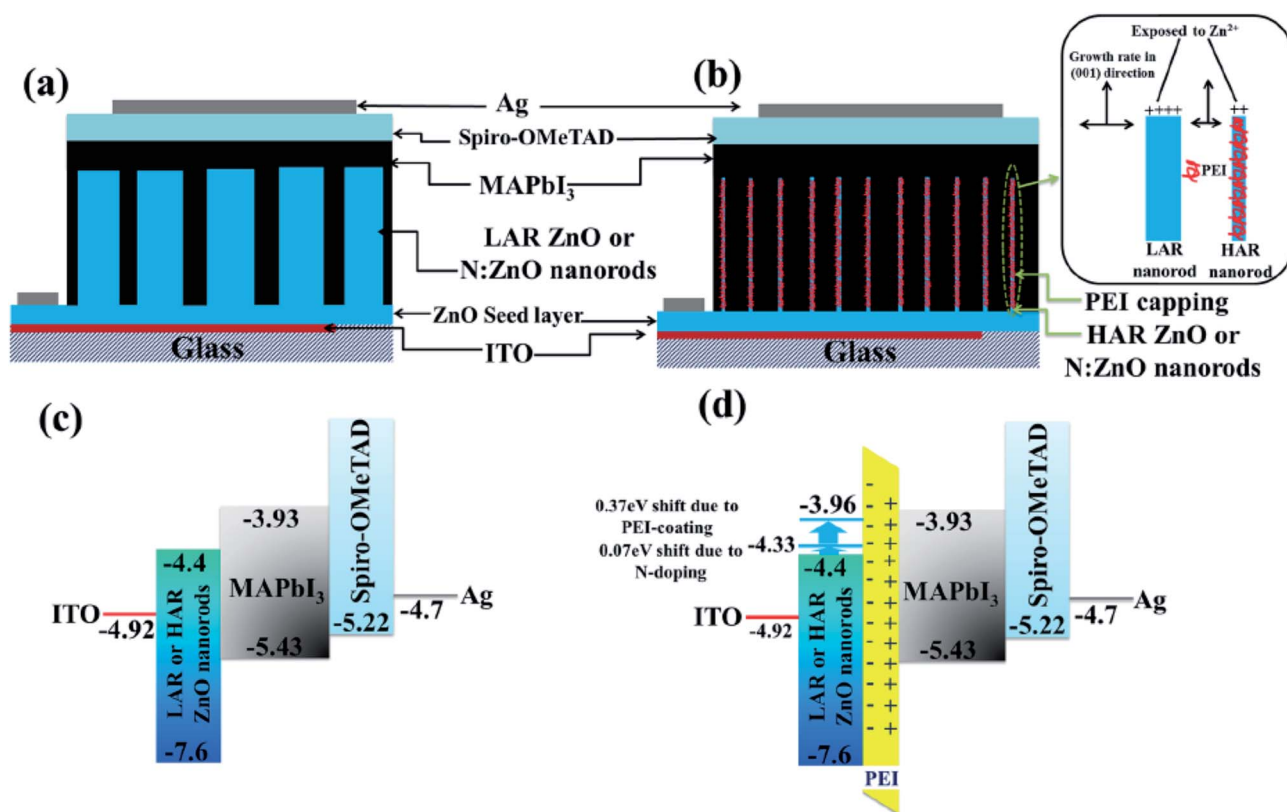 (a)
Ag
Spiro-OMeTAD
MAPbI₃
LAR ZnO or
N:ZnO nanorods
ZnO Seed layer
ITO
Glass
(b)
Glass
PEI capping
HAR ZnO or
N:ZnO nanorods
Exposed to Zn²⁺
Growth rate in
(001) direction
++++
++
PEI
LAR
nanorod
HAR
nanorod
(c)
ITO
-4.92
-4.4
LAR or HAR
ZnO nanorods
-7.6
-3.93
MAPbI₃
-5.43
Spiro-OMeTAD
-5.22
-4.7
Ag
(d)
0.37eV shift due to
PEI-coating
0.07eV shift due to
N-doping
-3.96
-4.33
-4.4
ITO
-4.92
LAR or HAR
ZnO nanorods
-7.6
PEI
-3.93
MAPbI₃
-5.43
Spiro-OMeTAD
-5.22
-4.7
Ag